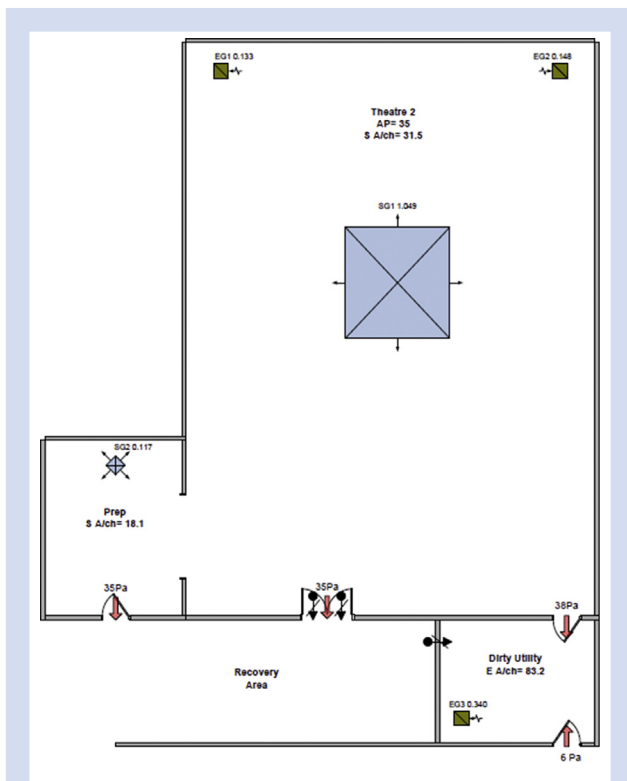 EG1 0.133
EG2 0.148
Theatre 2
AP= 35
S A/ch= 31.5
SG1 1.049
SG2 0.117
Prep
S A/ch= 18.1
35Pa
35Pa
38Pa
Recovery
Area
Dirty Utility
E A/ch= 83.2
EG3 0.340
6 Pa